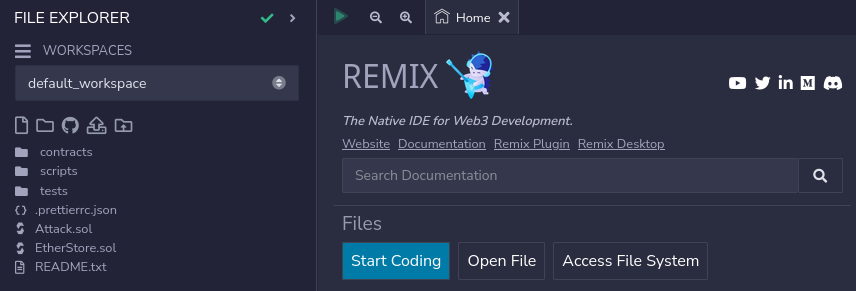 FILE EXPLORER
WORKSPACES
default_workspace
contracts
scripts
tests
.prettierrc.json
Attack.sol
EtherStore.sol
README.txt
Home
REMIX
The Native IDE for Web3 Development.
Website Documentation Remix Plugin Remix Desktop
Search Documentation
Files
Start Coding Open File Access File System